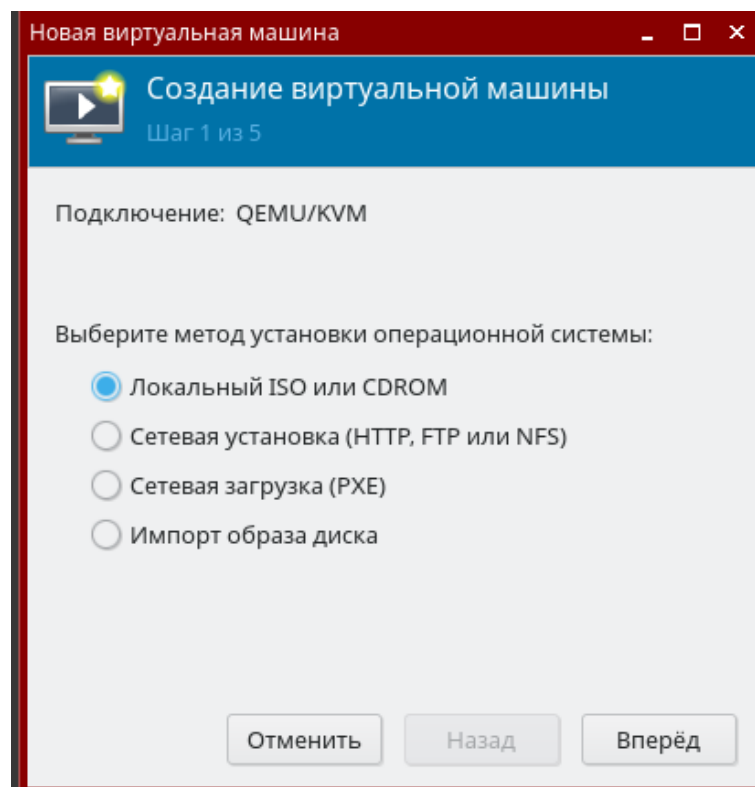 Новая виртуальная машина
Создание виртуальной машины
Шаг 1 из 5
Подключение: QEMU/KVM
Выберите метод установки операционной системы:
Локальный ISO или CDROM
Сетевая установка (HTTP, FTP или NFS)
Сетевая загрузка (PXE)
Импорт образа диска
Отменить Назад Вперёд